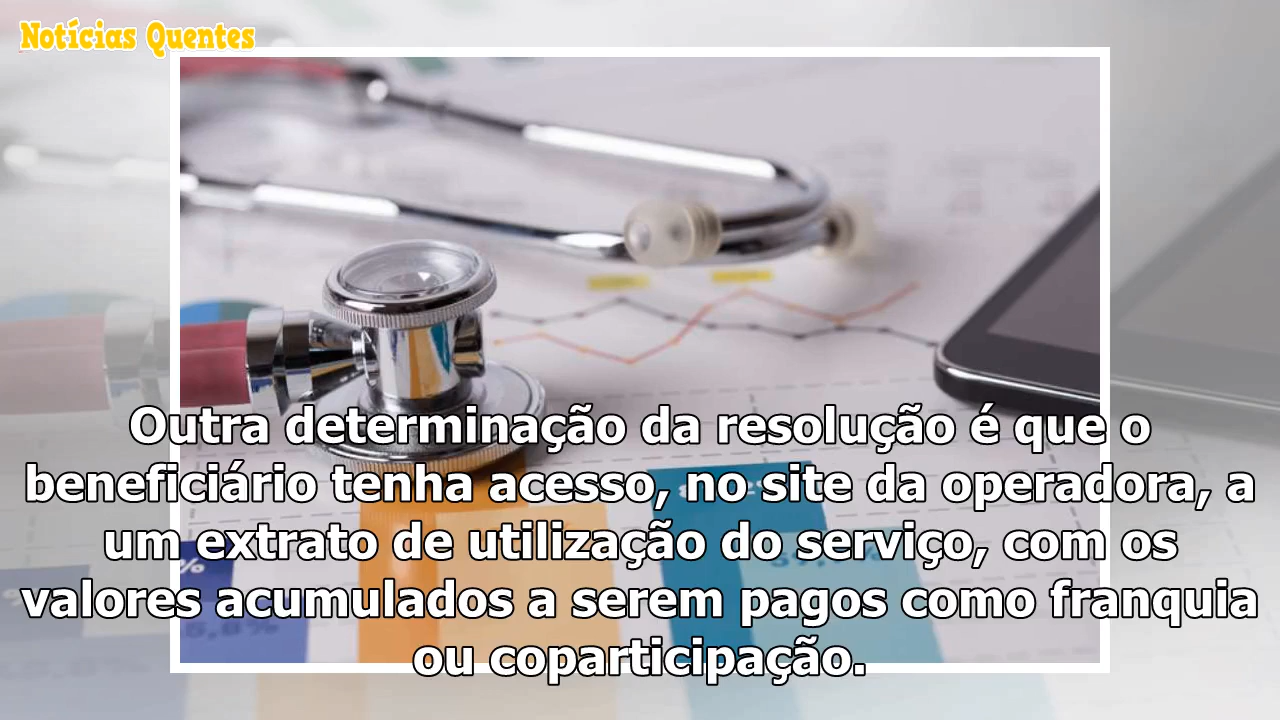 Notícias Quentes
Outra determinação da resolução é que o
beneficiário tenha acesso, no site da operadora, a
um extrato de utilização do serviço, com os
valores acumulados a serem pagos como franquia
ou coparticipação.